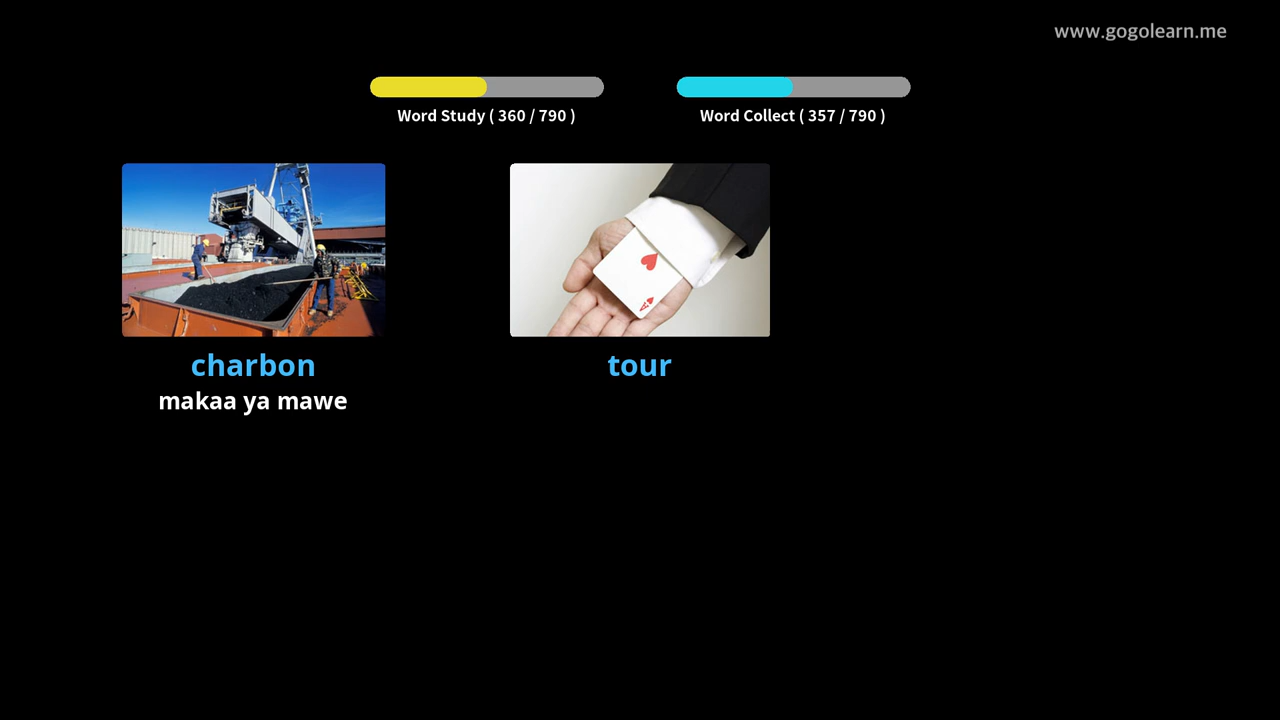 www.gogolearn.me
Word Study ( 360 / 790 )
Word Collect ( 357 / 790 )
charbon
makaa ya mawe
tour